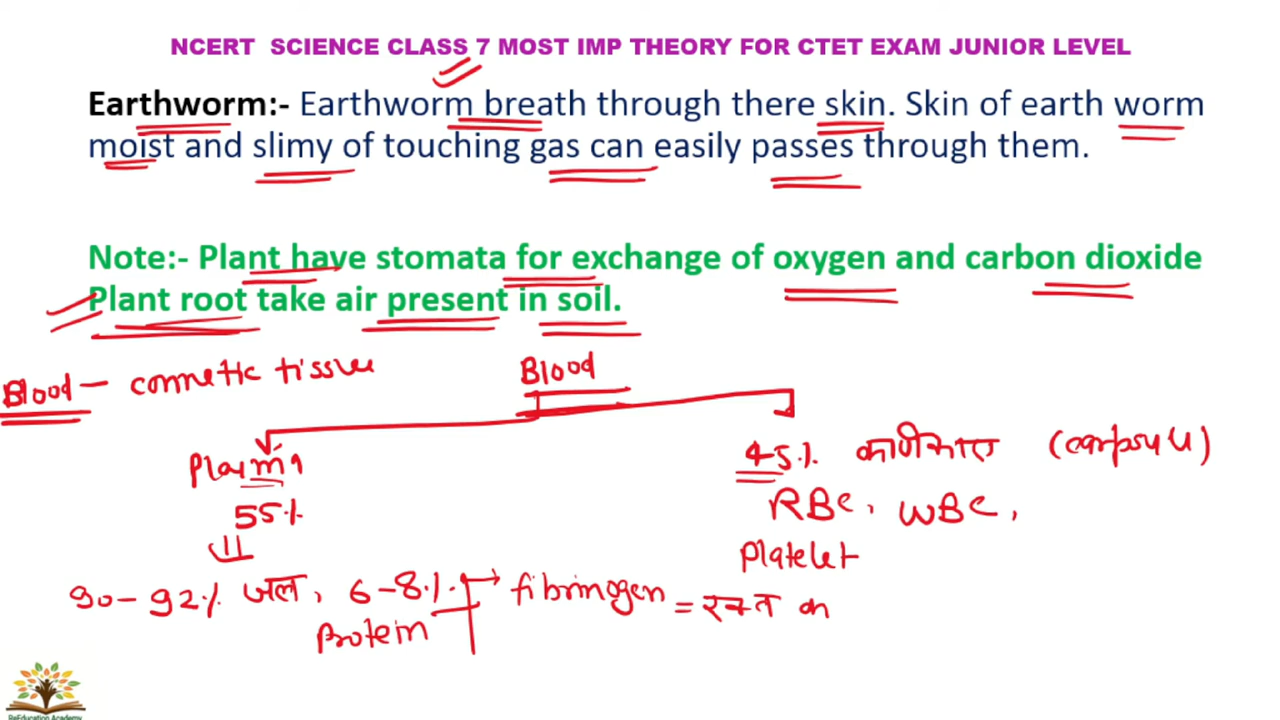 NCERT SCIENCE CLASS 7 MOST IMP THEORY FOR CTET EXAM JUNIOR LEVEL
Earthworm:- Earthworm breath through there skin. Skin of earth worm
moist and slimy of touching gas can easily passes through them.
Note:- Plant have stomata for exchange of oxygen and carbon dioxide
Plant root take air present in soil.
Blood – connetic tissue
Blood
Plasma
55%
90-92% जल, 6-8%.
Protein
fibrinogen = रक्त का
45%
RBC, WBC,
Platelet
ReEducation Academy